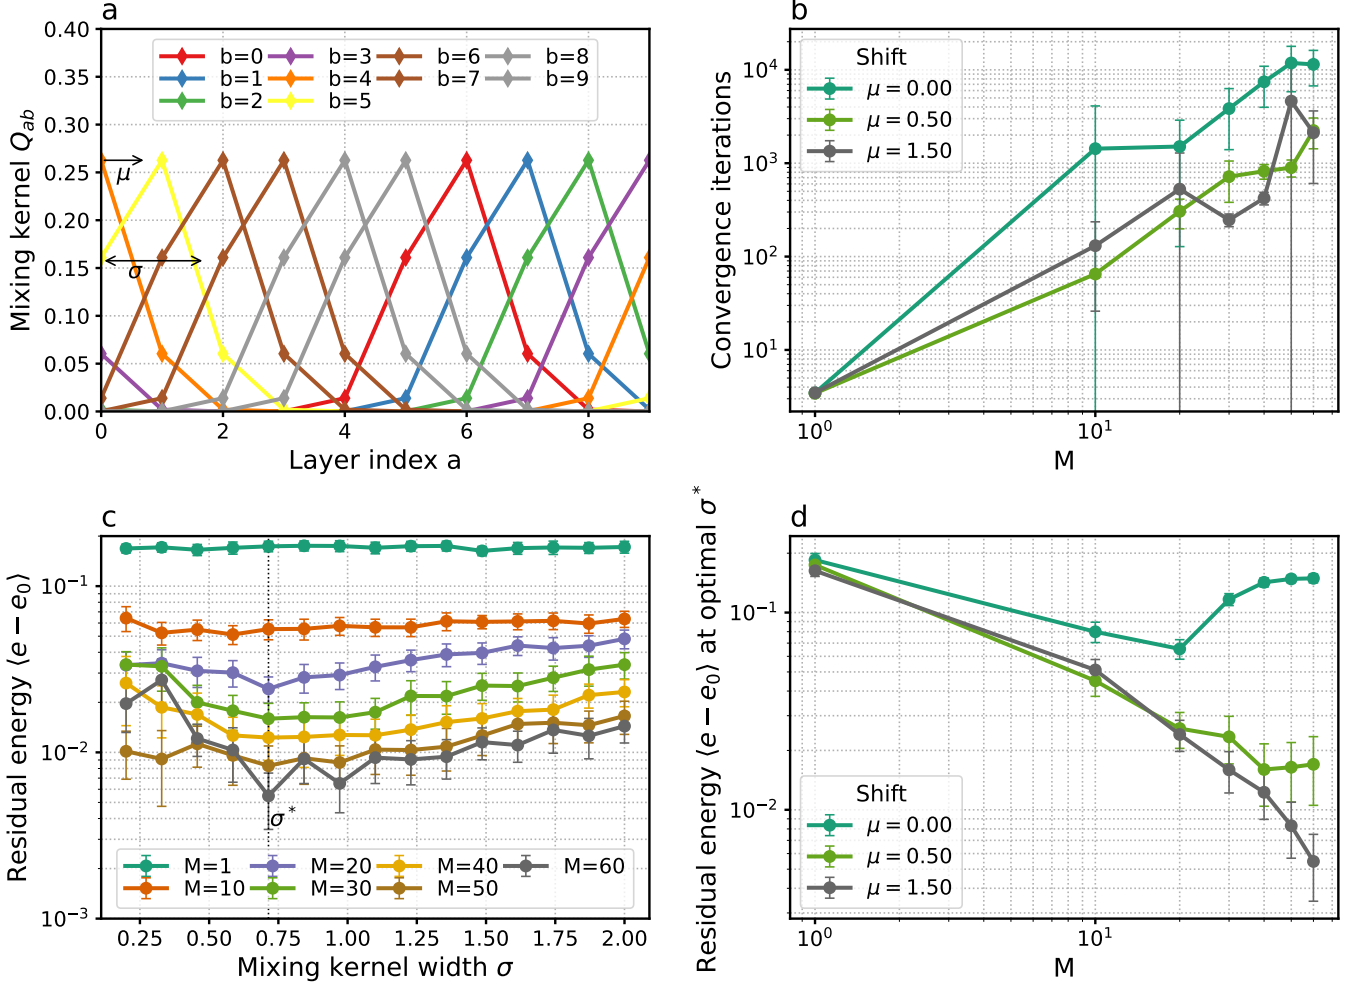 a
Mixing kernel Q_ab
0.40
0.35
0.30
0.25
0.20
0.15
0.10
0.05
0.00
b=0 b=3 b=6 b=8
b=1 b=4 b=7 b=9
b=2 b=5
μ
σ
0 2 4 6 8
Layer index a
b
Convergence iterations
10^4
10^3
10^2
10^1
Shift
μ = 0.00
μ = 0.50
μ = 1.50
10^0 10^1
M
c
Residual energy ⟨e − e_0⟩
10^−1
10^−2
10^−3
σ^*
M=1 M=20 M=40 M=60
M=10 M=30 M=50
0.25 0.50 0.75 1.00 1.25 1.50 1.75 2.00
Mixing kernel width σ
d
Residual energy ⟨e − e_0⟩ at optimal σ^*
10^−1
10^−2
Shift
μ = 0.00
μ = 0.50
μ = 1.50
10^0 10^1
M